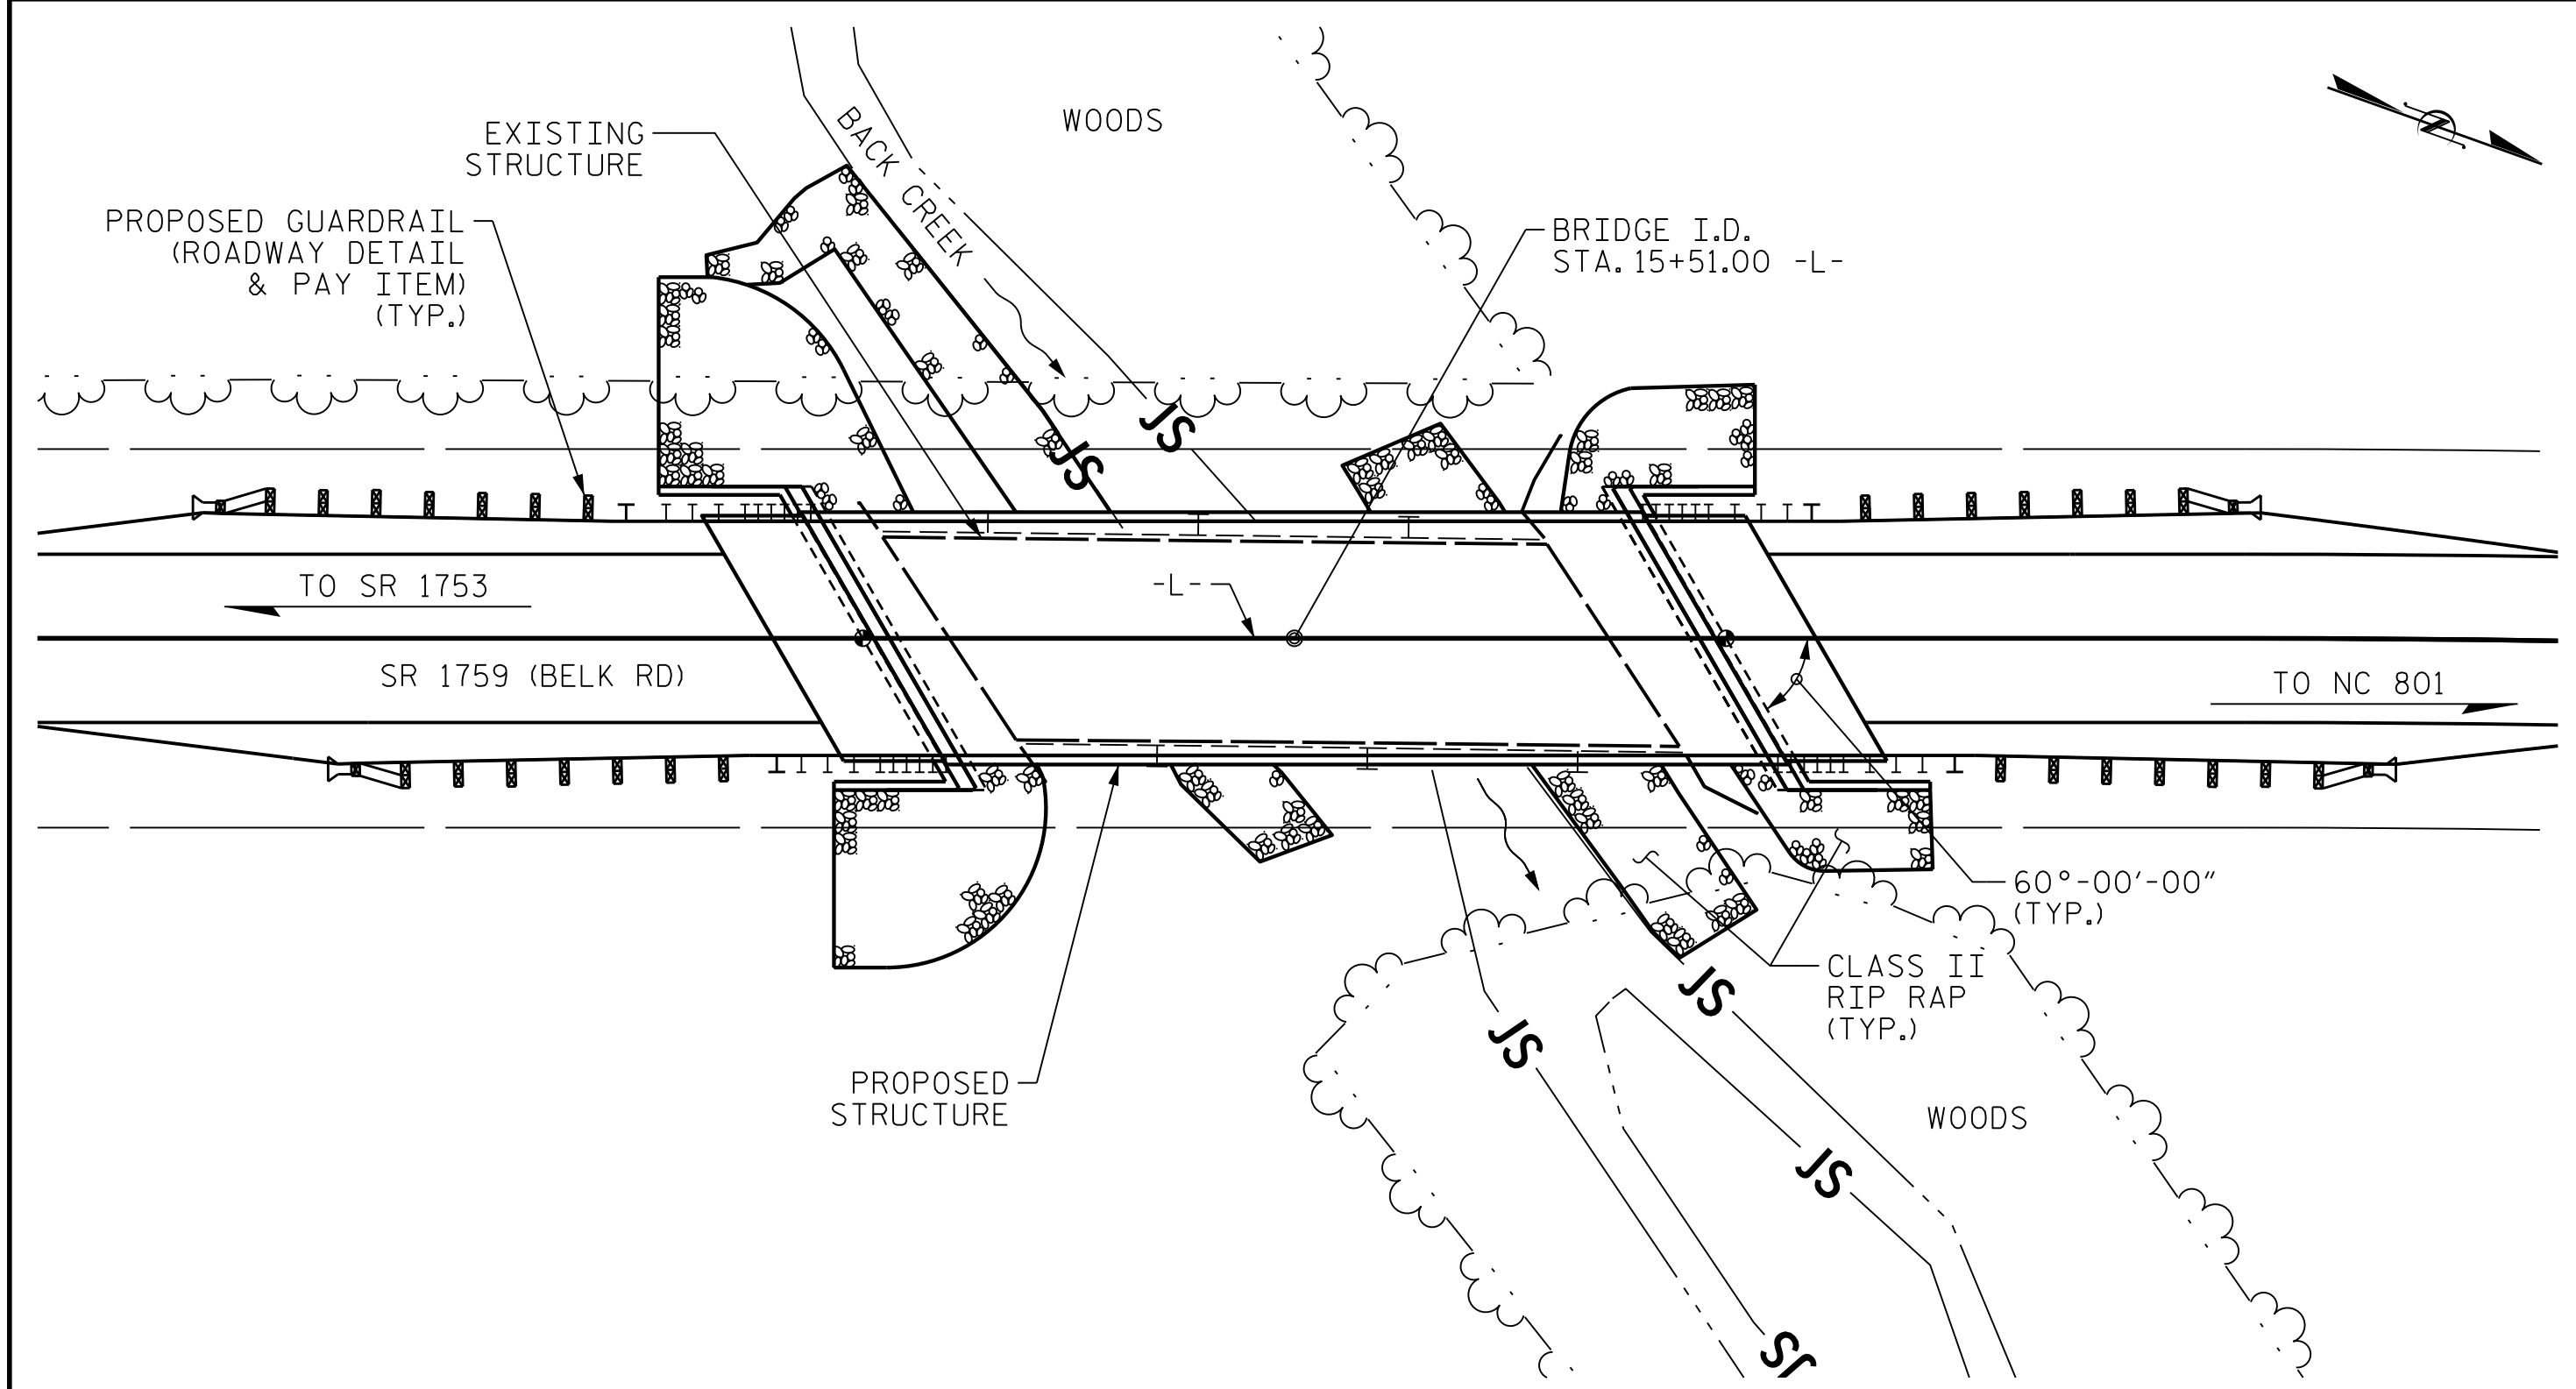 WOODS
BACK CREEK
EXISTING
STRUCTURE
N
PROPOSED GUARDRAIL
(ROADWAY DETAIL
& PAY ITEM)
(TYP.)
BRIDGE I.D.
STA. 15+51.00 -L-
JS
JS
TO SR 1753
-L-
SR 1759 (BELK RD)
TO NC 801
60°-00'-00"
(TYP.)
CLASS II
RIP RAP
(TYP.)
JS
JS
PROPOSED
STRUCTURE
WOODS
JS
JS